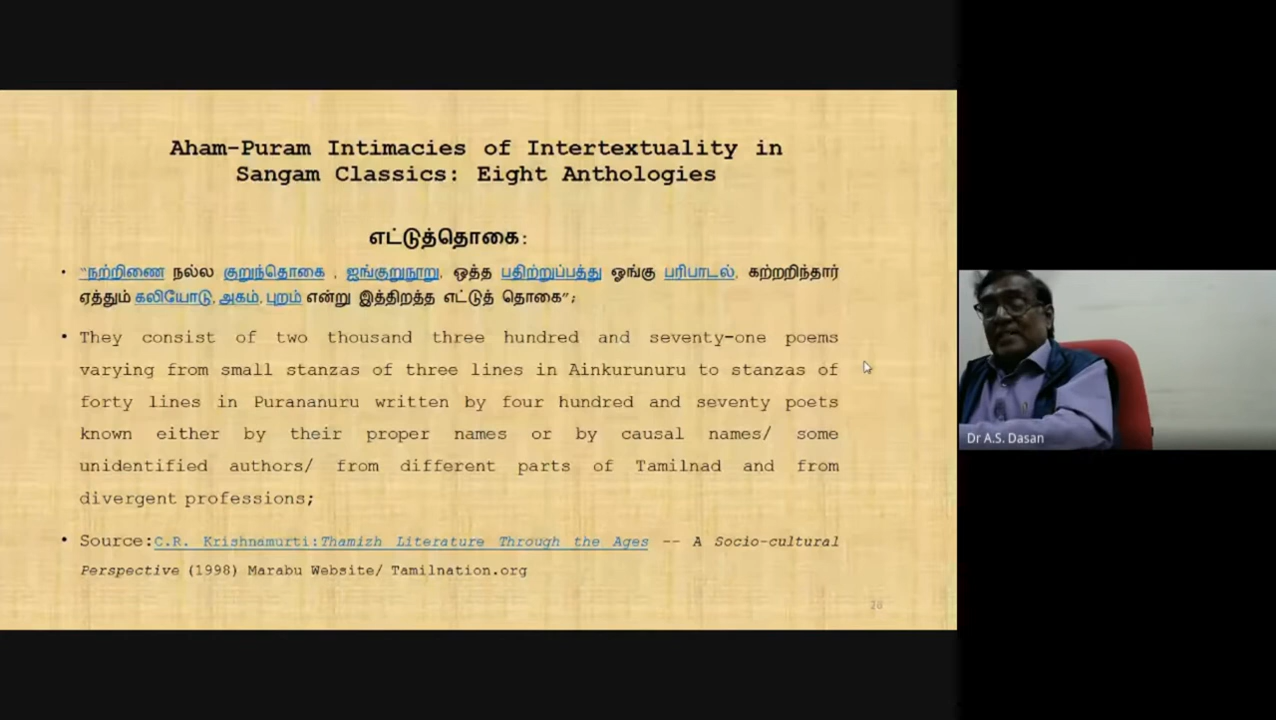 Aham-Puram Intimacies of Intertextuality in
Sangam Classics: Eight Anthologies
எட்டுத்தொகை:
• “நற்றிணை நல்ல குறுந்தொகை , ஐங்குறுநூறு, ஒத்த பதிற்றுப்பத்து ஓங்கு பரிபாடல், கற்றறிந்தார்
ஏத்தும் கலியோடு, அகம், புறம் என்று இத்திறத்த எட்டுத் தொகை”;
• They consist of two thousand three hundred and seventy-one poems
varying from small stanzas of three lines in Ainkurunuru to stanzas of
forty lines in Purananuru written by four hundred and seventy poets
known either by their proper names or by causal names/ some
unidentified authors/ from different parts of Tamilnad and from
divergent professions;
• Source:C.R. Krishnamurti:Thamizh Literature Through the Ages -- A Socio-cultural
Perspective (1998) Marabu Website/ Tamilnation.org
20
Dr A.S. Dasan